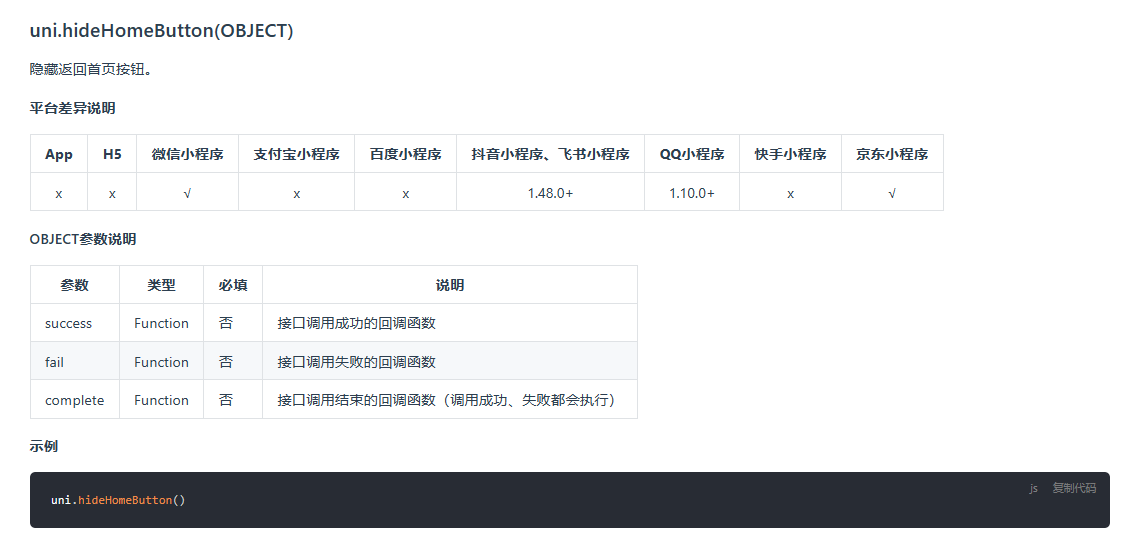 uni.hideHomeButton(OBJECT)
隐藏返回首页按钮。
平台差异说明
App H5 微信小程序 支付宝小程序 百度小程序 抖音小程序、飞书小程序 QQ小程序 快手小程序 京东小程序
x x √ x x 1.48.0+ 1.10.0+ x √
OBJECT参数说明
参数 类型 必填 说明
success Function 否 接口调用成功的回调函数
fail Function 否 接口调用失败的回调函数
complete Function 否 接口调用结束的回调函数（调用成功、失败都会执行）
示例
js 复制代码
uni.hideHomeButton()